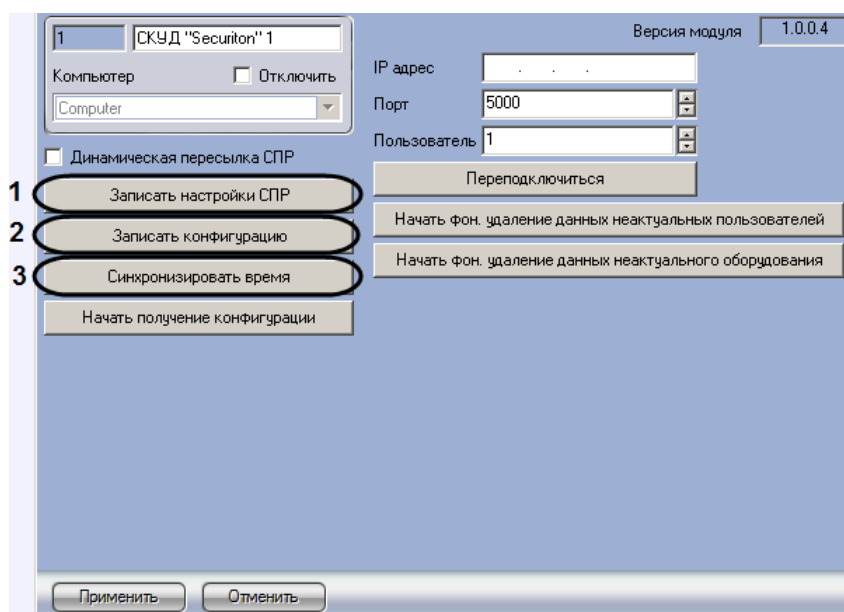 1
СКУД "Securiton" 1
Компьютер
Отключить
Computer
Динамическая пересылка СПР
1
Записать настройки СПР
2
Записать конфигурацию
3
Синхронизировать время
Начать получение конфигурации
Версия модуля
1.0.0.4
IP адрес
. . .
Порт
5000
Пользователь
1
Переподключиться
Начать фон. удаление данных неактуальных пользователей
Начать фон. удаление данных неактуального оборудования
Применить
Отменить